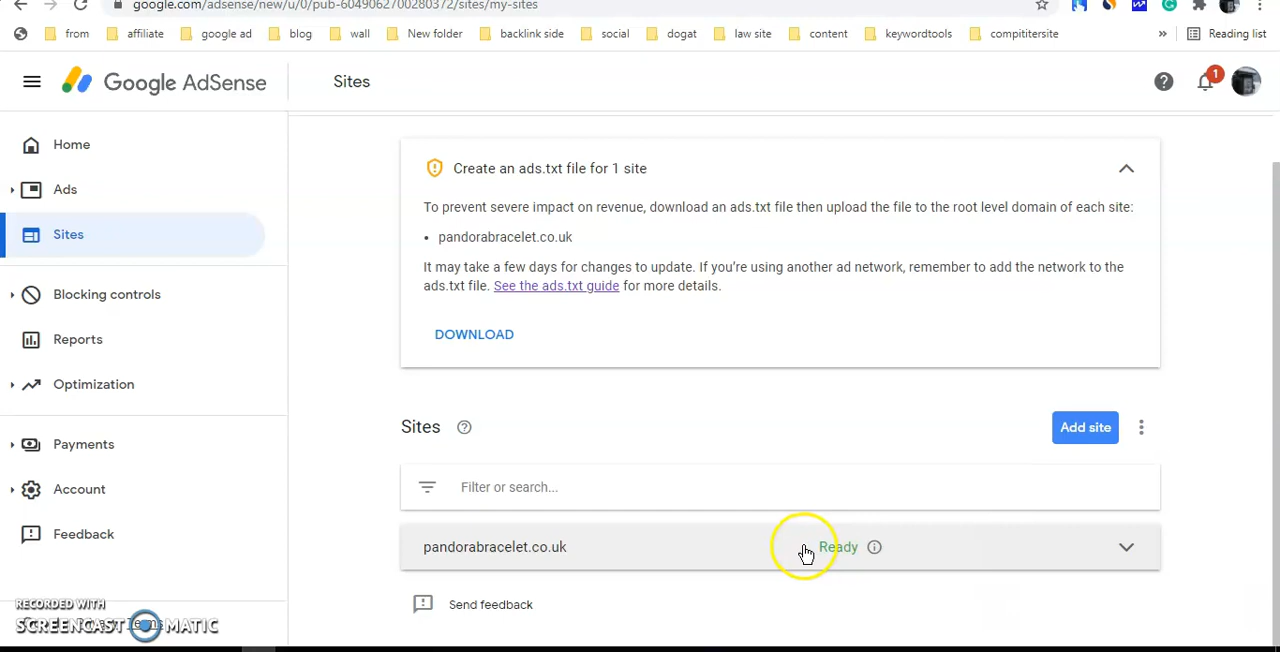 google.com/adsense/new/u/0/pub-6049062700280372/sites/my-sites
from affiliate google ad blog wall New folder backlink side social dogat law site content keywordtools compititersite » Reading list
Google AdSense Sites 1
Home
Ads
Sites
Blocking controls
Reports
Optimization
Payments
Account
Feedback
Create an ads.txt file for 1 site
To prevent severe impact on revenue, download an ads.txt file then upload the file to the root level domain of each site:
• pandorabracelet.co.uk
It may take a few days for changes to update. If you're using another ad network, remember to add the network to the
ads.txt file. See the ads.txt guide for more details.
DOWNLOAD
Sites Add site
Filter or search...
pandorabracelet.co.uk Ready
Send feedback
RECORDED WITH
SCREENCAST MATIC